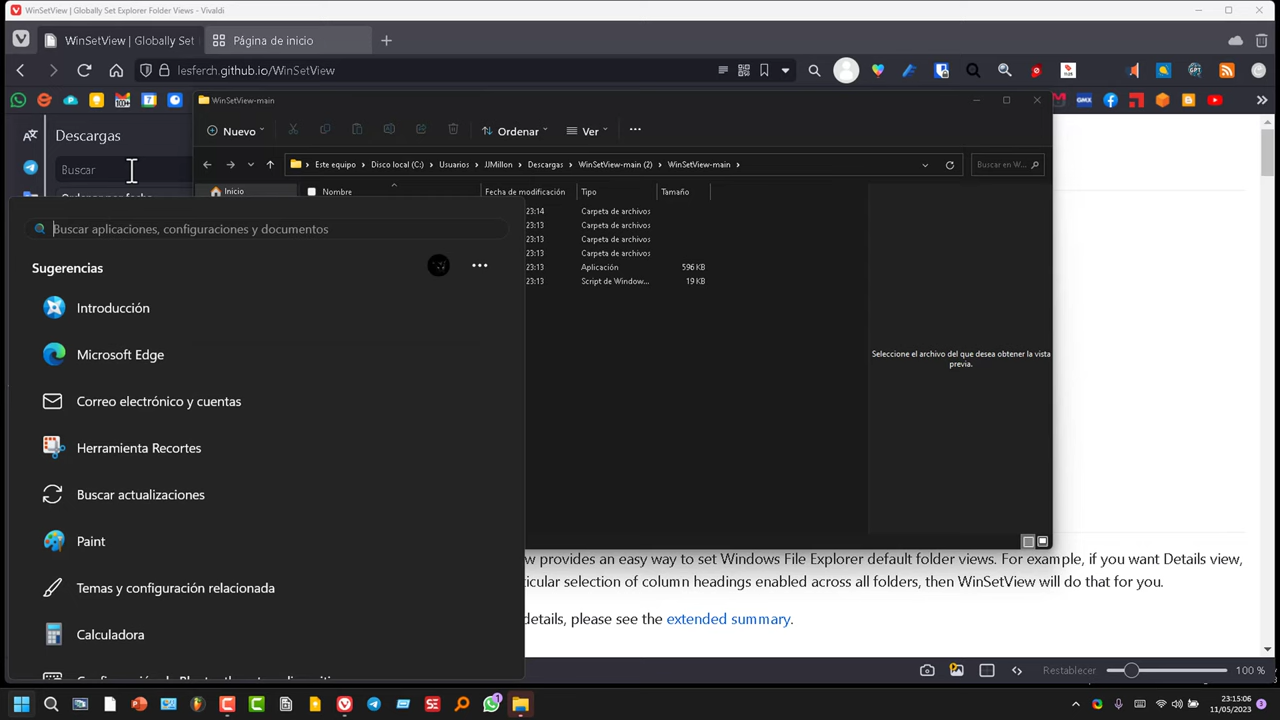 WinSetView | Globally Set Explorer Folder Views - Vivaldi
WinSetView | Globally Set
Página de inicio
lesferch.github.io/WinSetView
100+
7
GPT
GMX
Descargas
Buscar
WinSetView-main
Nuevo
Ordenar
Ver
Este equipo
Disco local (C:)
Usuarios
JJMillon
Descargas
WinSetView-main (2)
WinSetView-main
Buscar en W...
Inicio
Nombre
Fecha de modificación
Tipo
Tamaño
23:14 Carpeta de archivos
23:13 Carpeta de archivos
23:13 Carpeta de archivos
23:13 Carpeta de archivos
23:13 Aplicación 596 KB
23:13 Script de Window... 19 KB
Seleccione el archivo del que desea obtener la vista
previa.
Buscar aplicaciones, configuraciones y documentos
Sugerencias
Introducción
Microsoft Edge
Correo electrónico y cuentas
Herramienta Recortes
Buscar actualizaciones
Paint
Temas y configuración relacionada
Calculadora
w provides an easy way to set Windows File Explorer default folder views. For example, if you want Details view,
ticular selection of column headings enabled across all folders, then WinSetView will do that for you.
details, please see the extended summary.
Restablecer
100 %
SE
1
23:15:06
11/05/2023
3